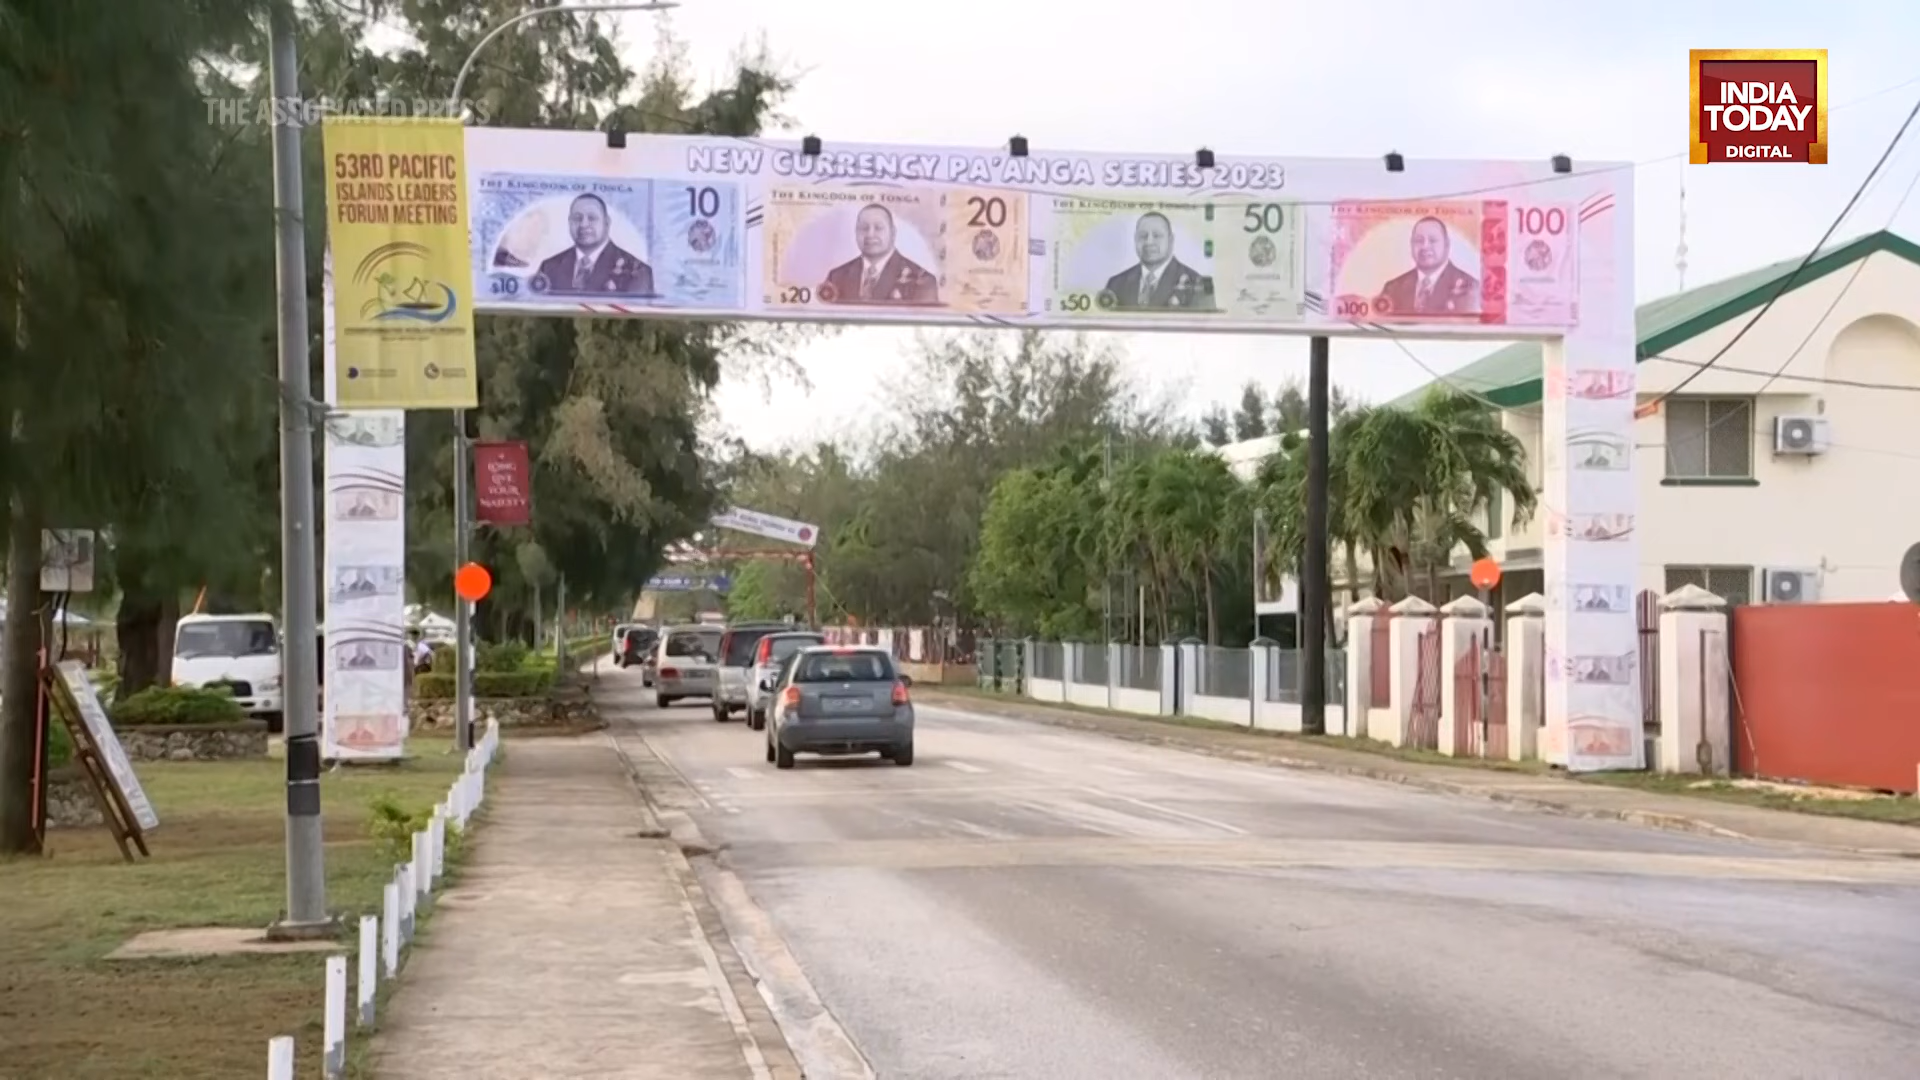 THE ASSOCIATED PRESS
INDIA
TODAY
DIGITAL
53RD PACIFIC
ISLANDS LEADERS
FORUM MEETING
NEW CURRENCY PA'ANGA SERIES 2023
THE KINGDOM OF TONGA
10
$10
THE KINGDOM OF TONGA
20
$20
THE KINGDOM OF TONGA
50
$50
THE KINGDOM OF TONGA
100
$100
LONG
LIVE
YOUR
MAJESTY